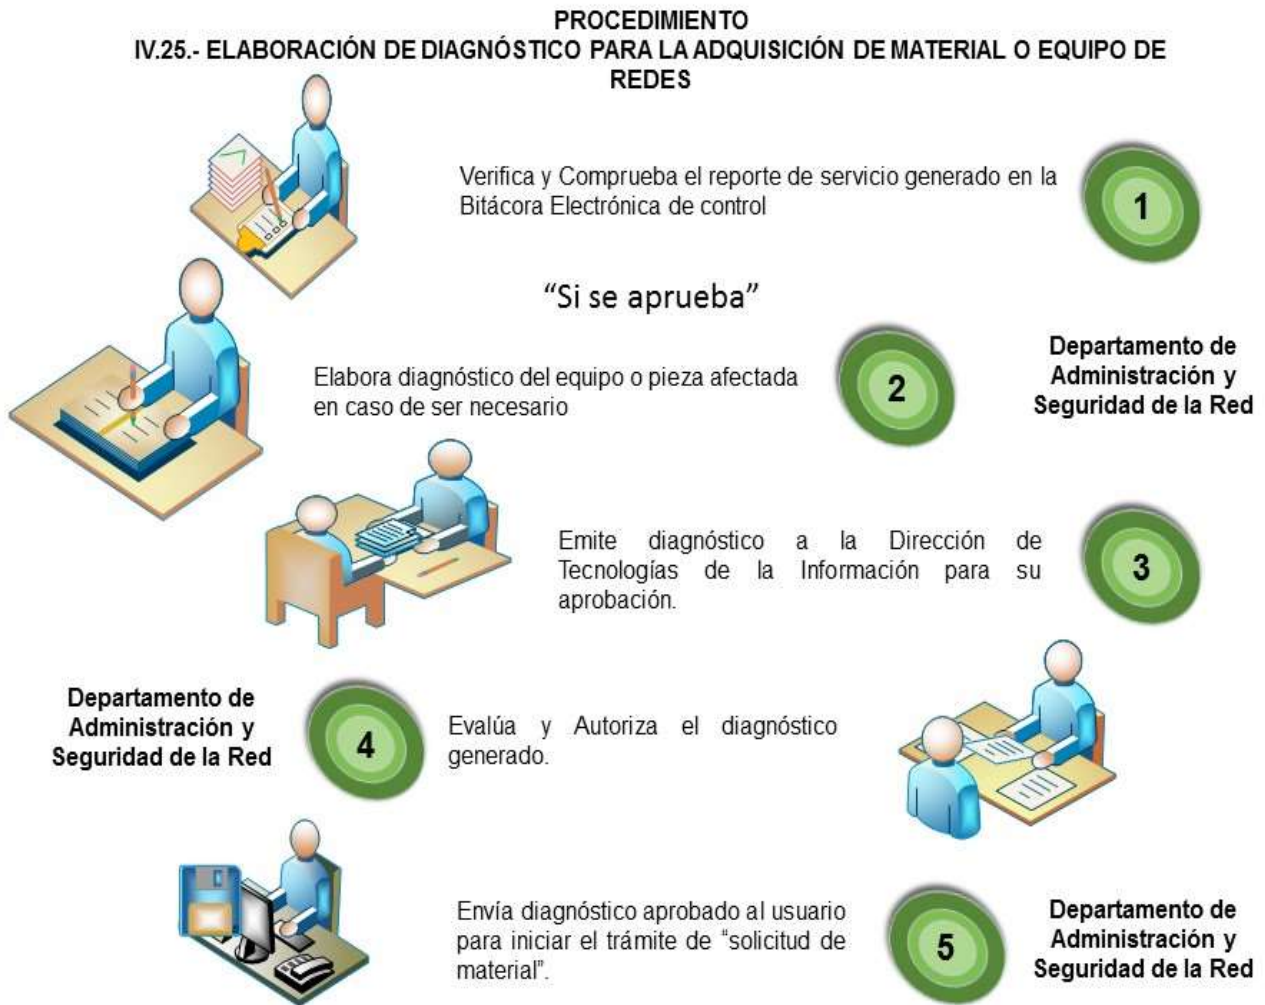 PROCEDIMIENTO
IV.25.- ELABORACIÓN DE DIAGNÓSTICO PARA LA ADQUISICIÓN DE MATERIAL O EQUIPO DE
REDES
Verifica y Comprueba el reporte de servicio generado en la
Bitácora Electrónica de control
1
“Si se aprueba”
Elabora diagnóstico del equipo o pieza afectada
en caso de ser necesario
2
Departamento de
Administración y
Seguridad de la Red
Emite diagnóstico a la Dirección de
Tecnologías de la Información para su
aprobación.
3
Departamento de
Administración y
Seguridad de la Red
4
Evalúa y Autoriza el diagnóstico
generado.
Envía diagnóstico aprobado al usuario
para iniciar el trámite de “solicitud de
material”.
5
Departamento de
Administración y
Seguridad de la Red